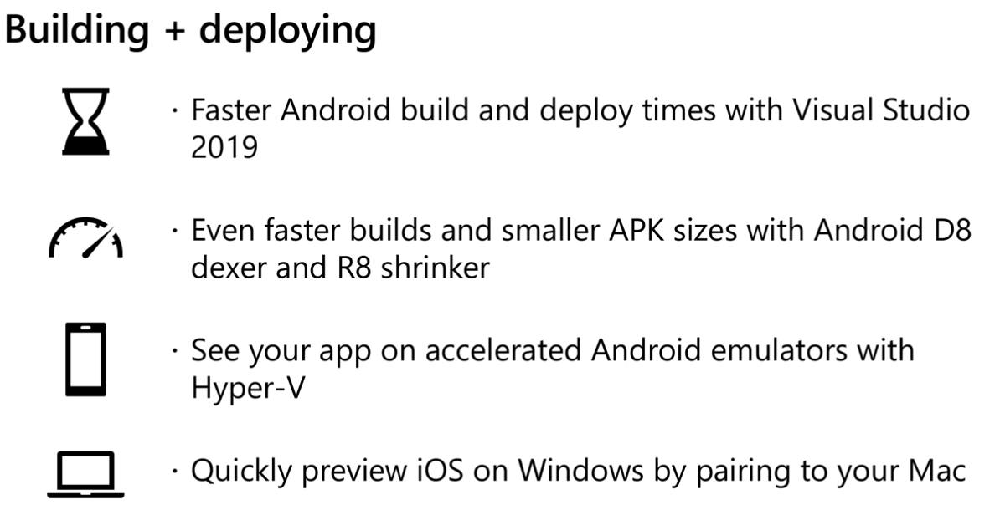 Building + deploying
· Faster Android build and deploy times with Visual Studio
2019
· Even faster builds and smaller APK sizes with Android D8
dexer and R8 shrinker
· See your app on accelerated Android emulators with
Hyper-V
· Quickly preview iOS on Windows by pairing to your Mac